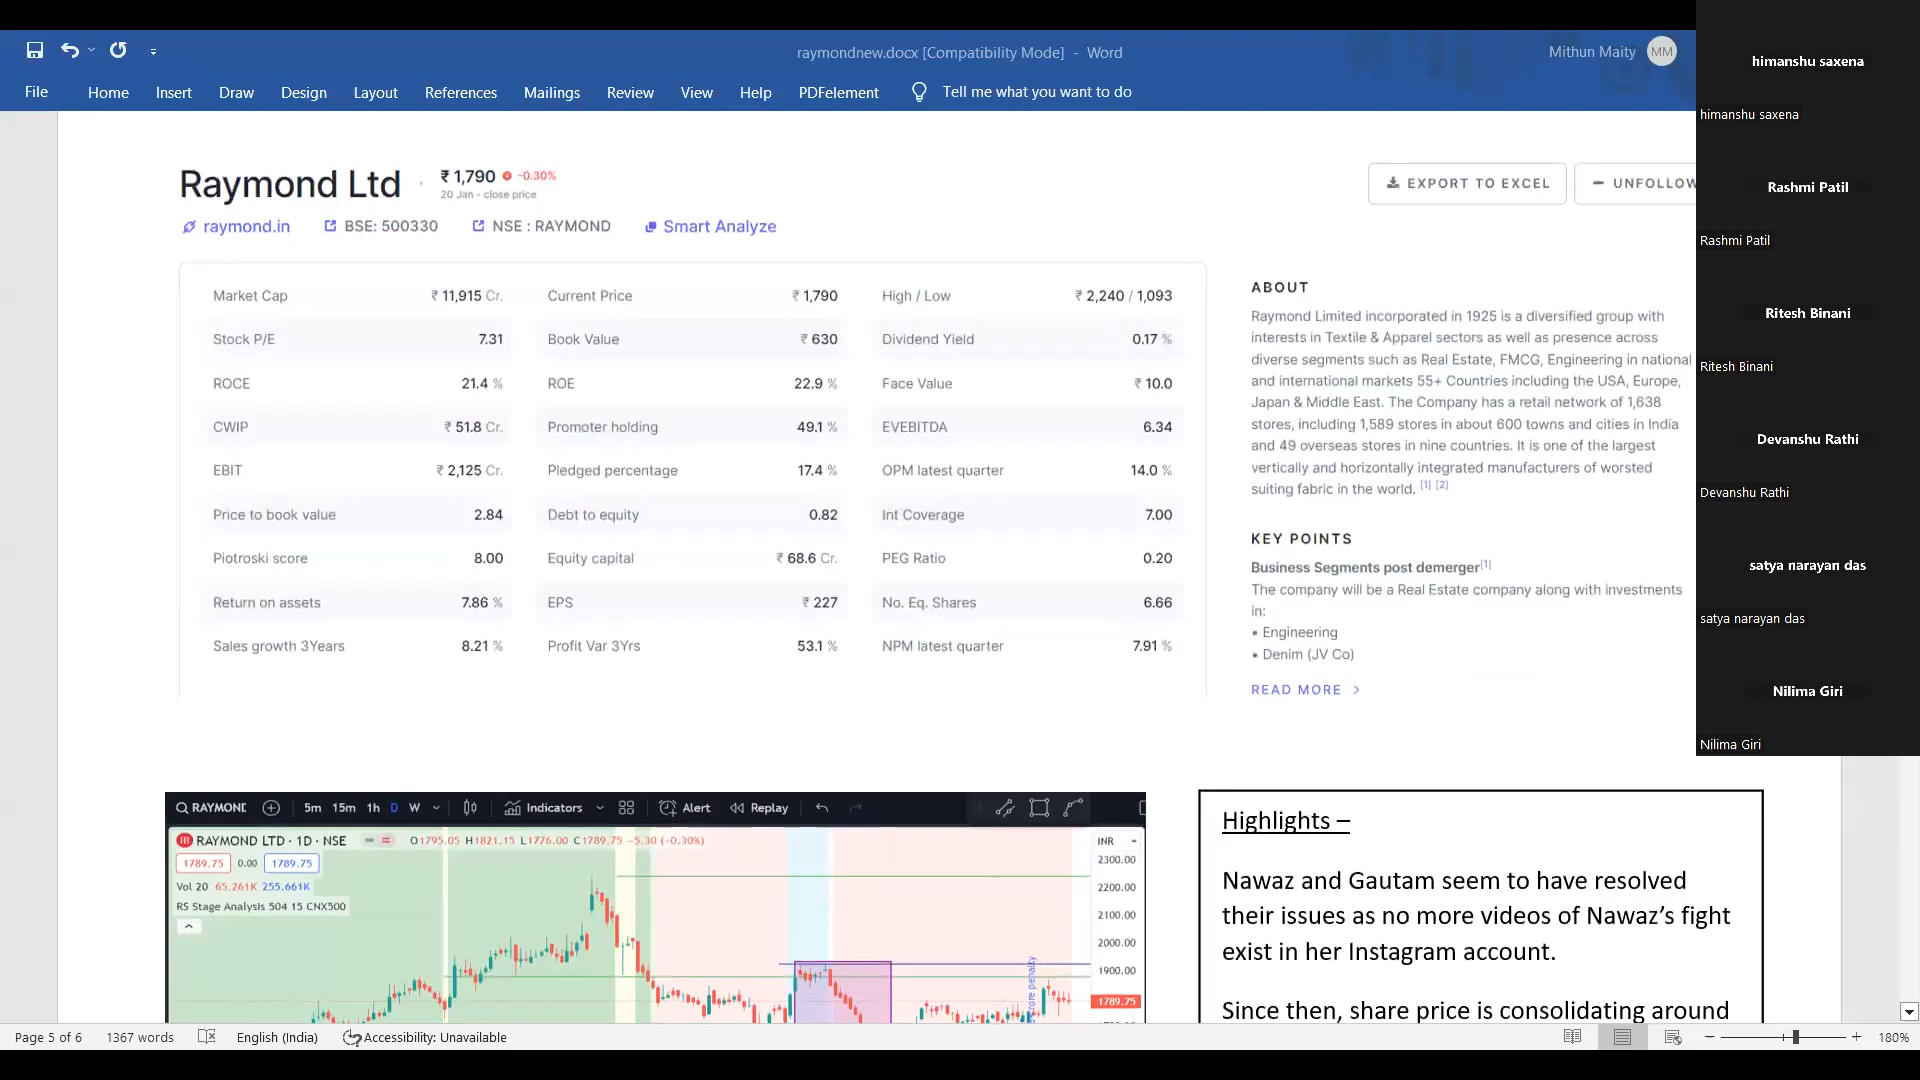 raymondnew.docx [Compatibility Mode] - Word
Mithun Maity MM
File Home Insert Draw Design Layout References Mailings Review View Help PDFelement Tell me what you want to do
Raymond Ltd
₹ 1,790 -0.30%
20 Jan - close price
EXPORT TO EXCEL
UNFOLLOW
raymond.in BSE: 500330 NSE : RAYMOND Smart Analyze
Market Cap ₹ 11,915 Cr. Current Price ₹ 1,790 High / Low ₹ 2,240 / 1,093
Stock P/E 7.31 Book Value ₹ 630 Dividend Yield 0.17 %
ROCE 21.4 % ROE 22.9 % Face Value ₹ 10.0
CWIP ₹ 51.8 Cr. Promoter holding 49.1 % EVEBITDA 6.34
EBIT ₹ 2,125 Cr. Pledged percentage 17.4 % OPM latest quarter 14.0 %
Price to book value 2.84 Debt to equity 0.82 Int Coverage 7.00
Piotroski score 8.00 Equity capital ₹ 68.6 Cr. PEG Ratio 0.20
Return on assets 7.86 % EPS ₹ 227 No. Eq. Shares 6.66
Sales growth 3Years 8.21 % Profit Var 3Yrs 53.1 % NPM latest quarter 7.91 %
ABOUT
Raymond Limited incorporated in 1925 is a diversified group with
interests in Textile & Apparel sectors as well as presence across
diverse segments such as Real Estate, FMCG, Engineering in national
and international markets 55+ Countries including the USA, Europe,
Japan & Middle East. The Company has a retail network of 1,638
stores, including 1,589 stores in about 600 towns and cities in India
and 49 overseas stores in nine countries. It is one of the largest
vertically and horizontally integrated manufacturers of worsted
suiting fabric in the world. [1] [2]
KEY POINTS
Business Segments post demerger[1]
The company will be a Real Estate company along with investments
in:
▪ Engineering
▪ Denim (JV Co)
READ MORE >
himanshu saxena
himanshu saxena
Rashmi Patil
Rashmi Patil
Ritesh Binani
Ritesh Binani
Devanshu Rathi
Devanshu Rathi
satya narayan das
satya narayan das
Nilima Giri
Nilima Giri
RAYMOND 5m 15m 1h D W Indicators Alert Replay
RAYMOND LTD · 1D · NSE O1795.05 H1821.15 L1776.00 C1789.75 -5.30 (-0.30%)
INR
1789.75 0.00 1789.75
Vol 20 65.261K 255.661K
RS Stage Analysis 504 15 CNX500
2300.00
2200.00
2100.00
2000.00
1900.00
1789.75
penalty
Highlights –
Nawaz and Gautam seem to have resolved
their issues as no more videos of Nawaz’s fight
exist in her Instagram account.
Since then, share price is consolidating around
Page 5 of 6 1367 words English (India) Accessibility: Unavailable 180%